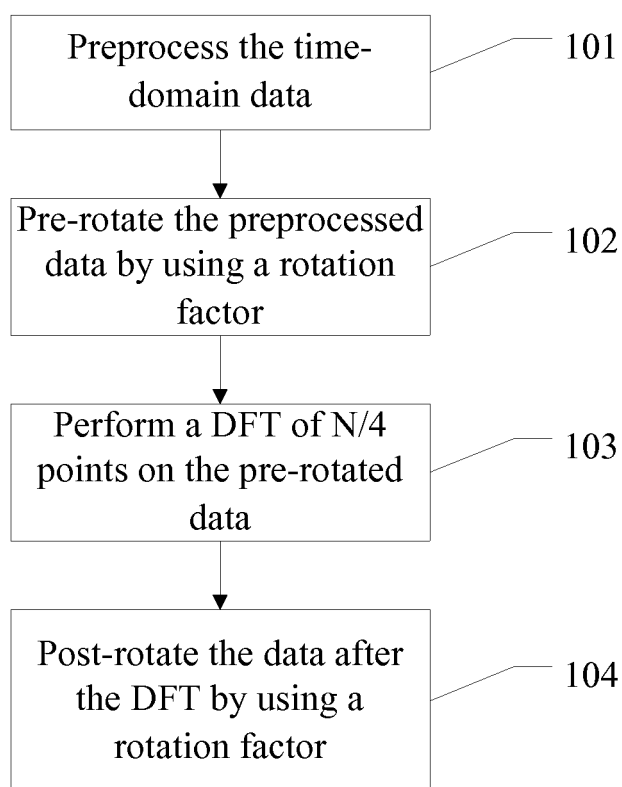 Preprocess the time-
domain data
101
Pre-rotate the preprocessed
data by using a rotation
factor
102
Perform a DFT of N/4
points on the pre-rotated
data
103
Post-rotate the data after
the DFT by using a
rotation factor
104